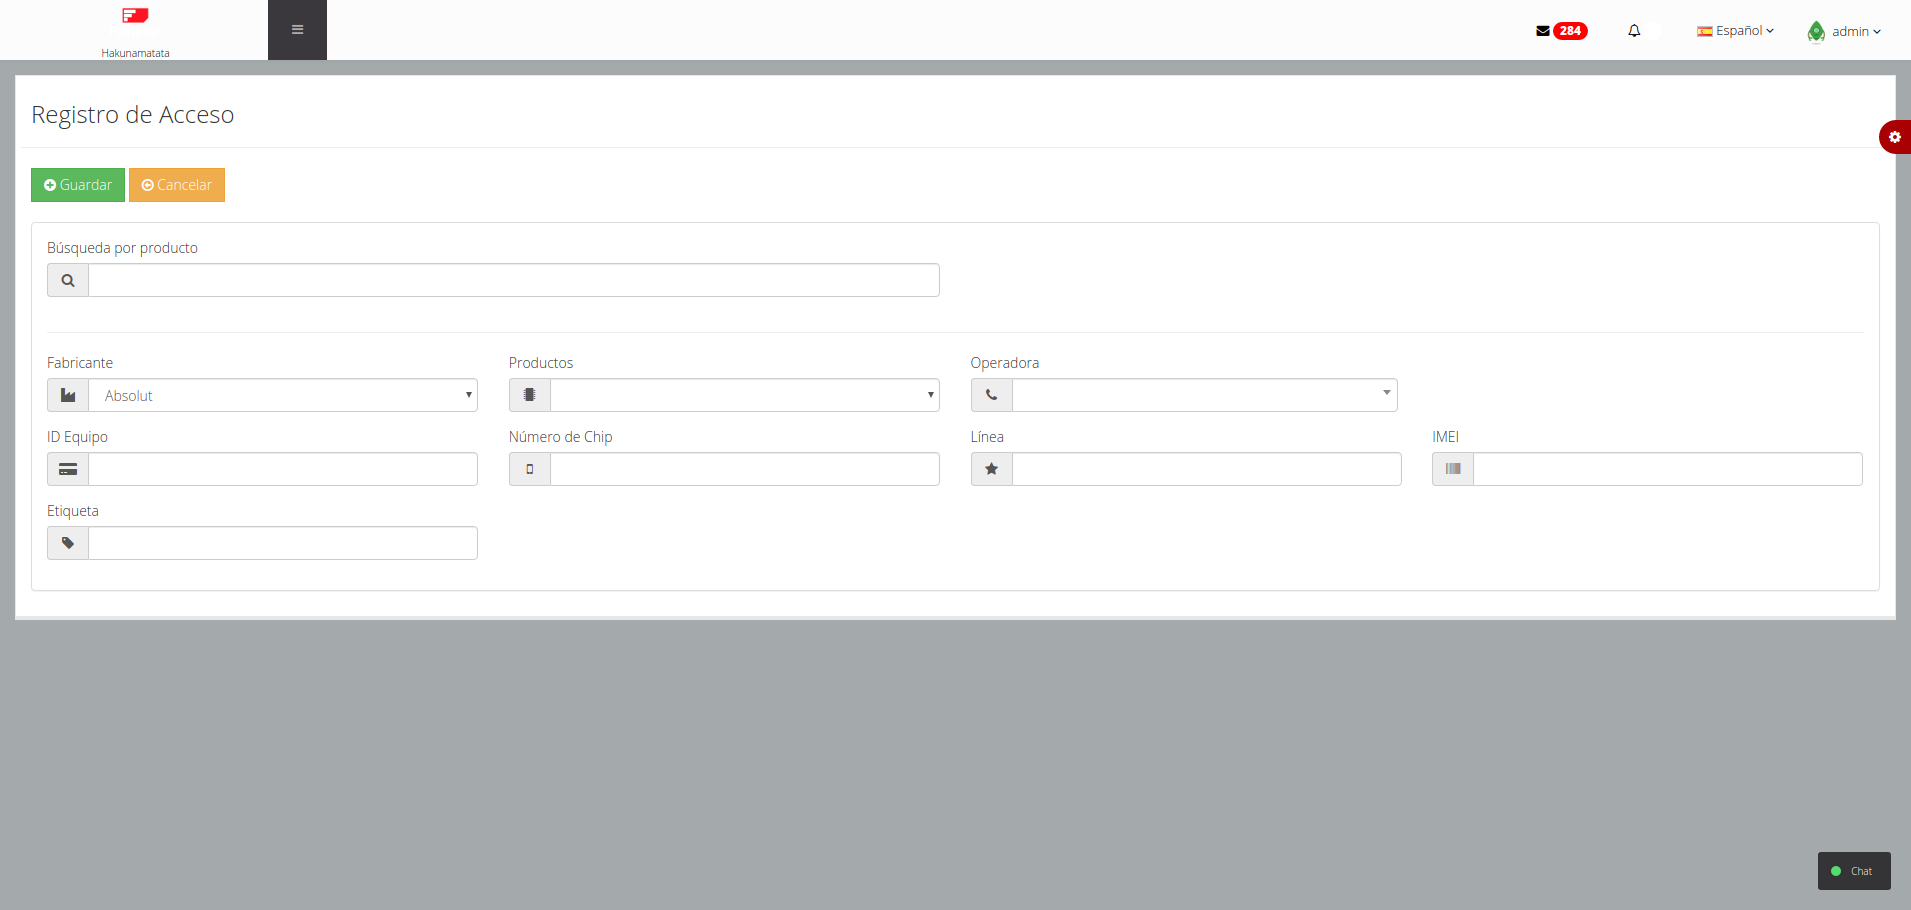 Hakunamatata
284
Español
admin
Registro de Acceso
Guardar
Cancelar
Búsqueda por producto
Fabricante
Productos
Operadora
Absolut
ID Equipo
Número de Chip
Línea
IMEI
Etiqueta
Chat